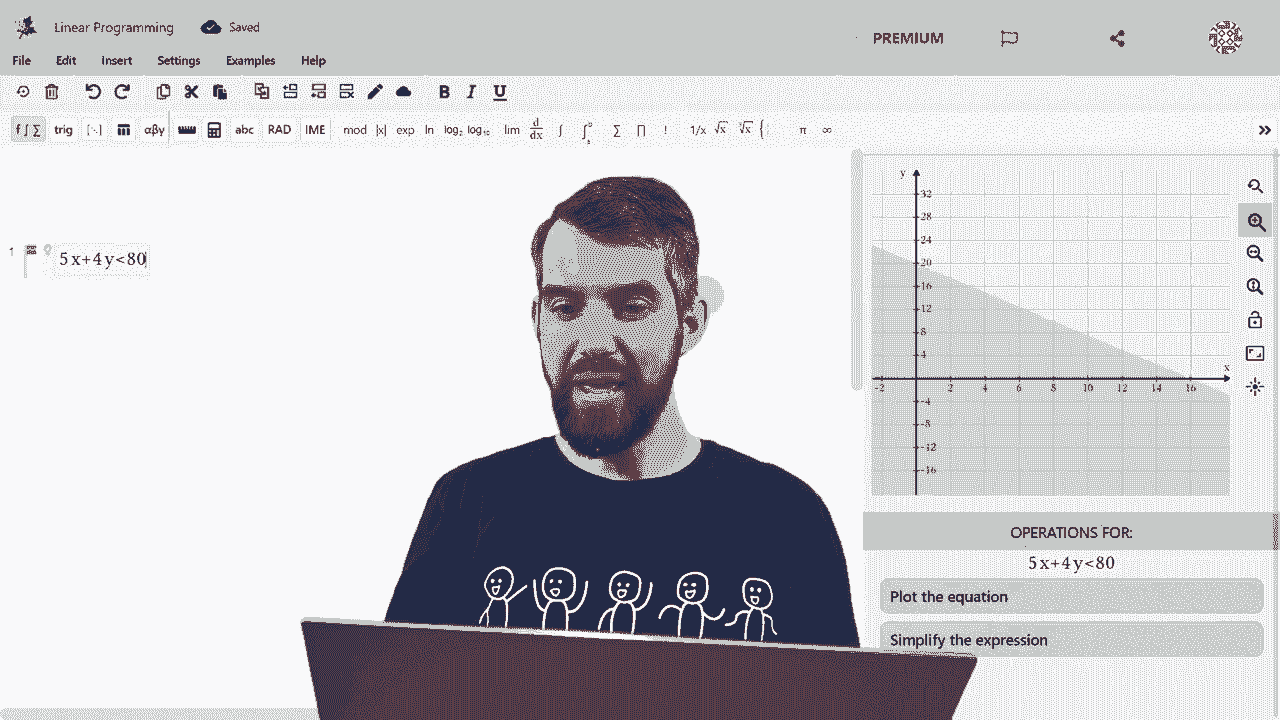 Linear Programming Saved
PREMIUM
File Edit Insert Settings Examples Help
B I U
f ∫ ∑ trig αβγ abc RAD IME mod |x| exp ln log₂ log₁₀ lim d/dx ∫ ∑ ∏ ! 1/x √x π ∞
1
5x+4y<80
y
32
28
24
20
16
12
8
4
x
-2 2 4 6 8 10 12 14 16
-4
-8
-12
-16
OPERATIONS FOR:
5x+4y<80
Plot the equation
Simplify the expression